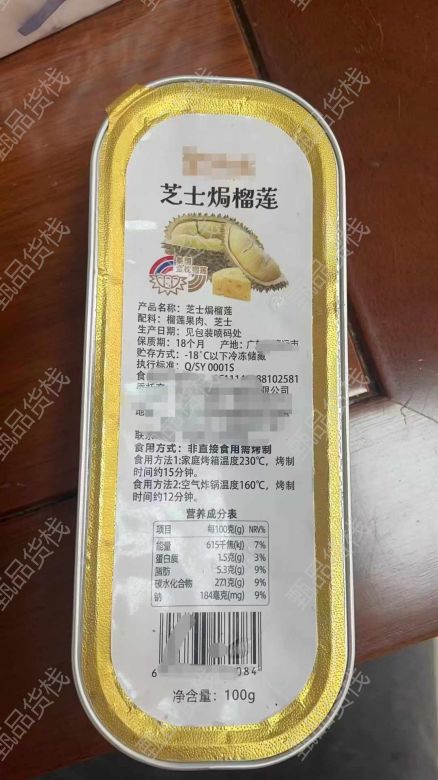 芝士焗榴莲
产品名称：芝士焗榴莲
配料：榴莲果肉、芝士
生产日期：见包装喷码处
保质期：18个月 产地：广
贮存方式：-18℃以下冷冻储藏
执行标准：Q/SY 0001S
食 88102581
限公司
联系
食用方式：非直接食用需烤制
食用方法1:家庭烤箱温度230℃，烤制
时间约15分钟。
食用方法2:空气炸锅温度160℃，烤制
时间约12分钟。
营养成分表
项目 每100克(g) NRV%
能量 615千焦(kJ) 7%
蛋白质 1.5克(g) 3%
脂肪 5.3克(g) 9%
碳水化合物 27.1克(g) 9%
钠 184毫克(mg) 9%
6 084
净含量：100g
甄品货栈